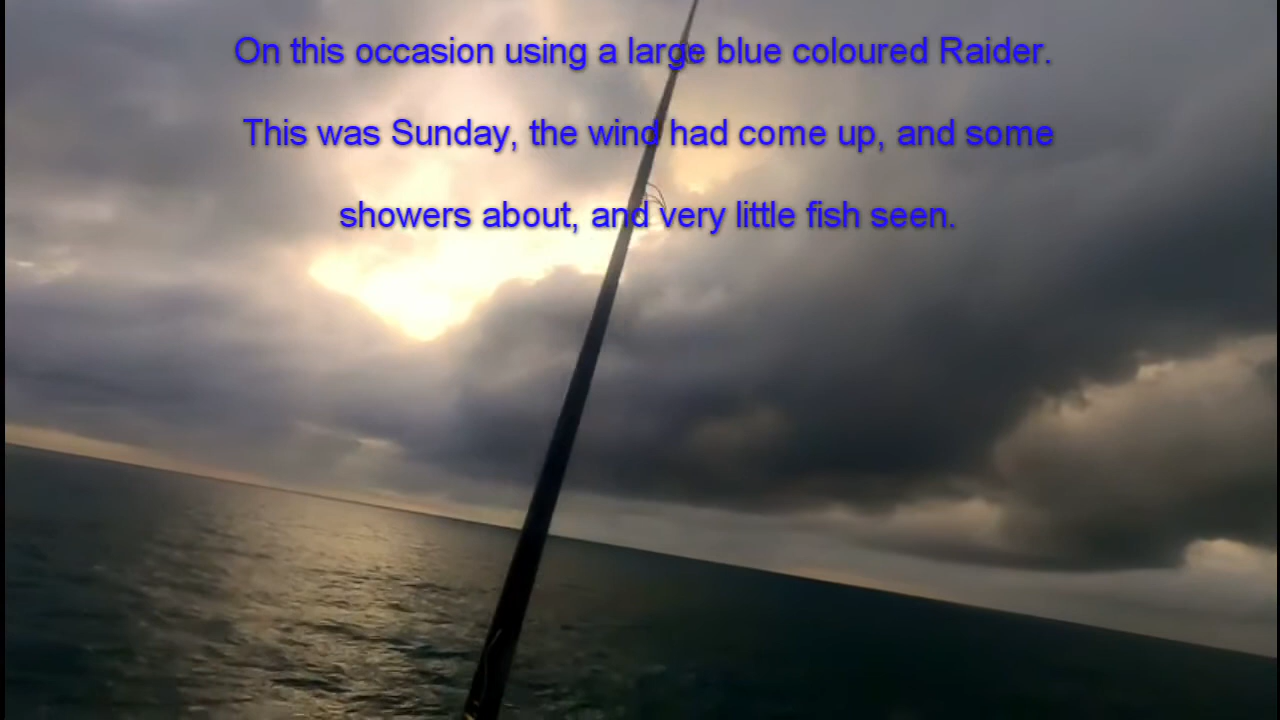 On this occasion using a large blue coloured Raider.
This was Sunday, the wind had come up, and some
showers about, and very little fish seen.